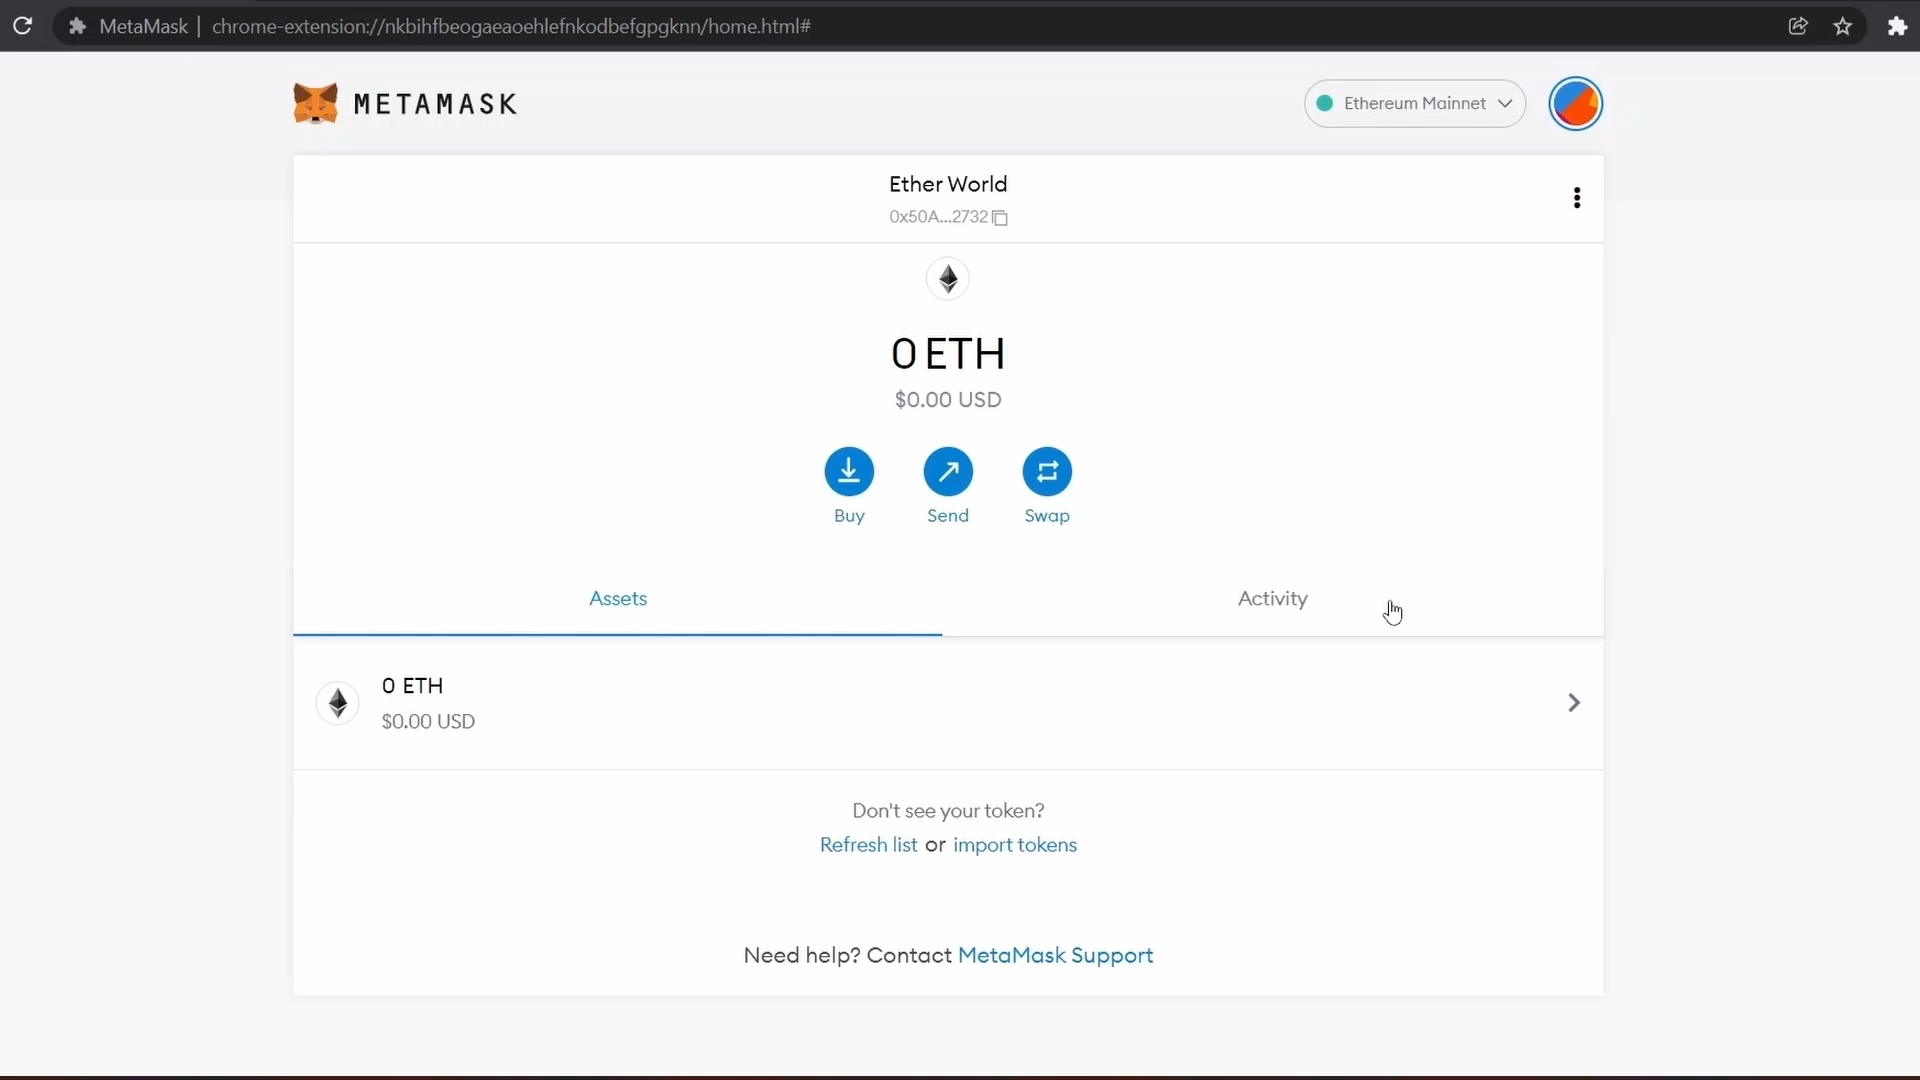 MetaMask | chrome-extension://nkbihfbeogaeaoehlefnkodbefgpgknn/home.html#
METAMASK
Ethereum Mainnet
Ether World
0x50A...2732
0 ETH
$0.00 USD
Buy Send Swap
Assets Activity
0 ETH
$0.00 USD
Don't see your token?
Refresh list or import tokens
Need help? Contact MetaMask Support